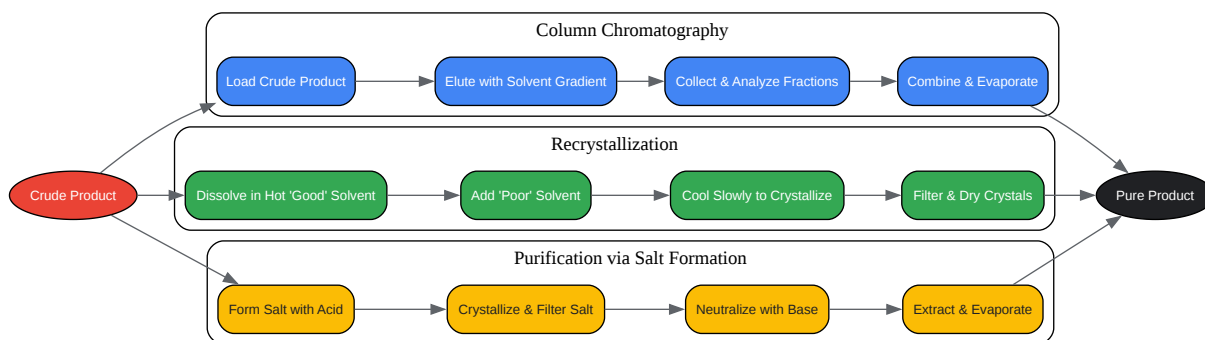 Column Chromatography
Load Crude Product
Elute with Solvent Gradient
Collect & Analyze Fractions
Combine & Evaporate
Recrystallization
Crude Product
Dissolve in Hot 'Good' Solvent
Add 'Poor' Solvent
Cool Slowly to Crystallize
Filter & Dry Crystals
Pure Product
Purification via Salt Formation
Form Salt with Acid
Crystallize & Filter Salt
Neutralize with Base
Extract & Evaporate